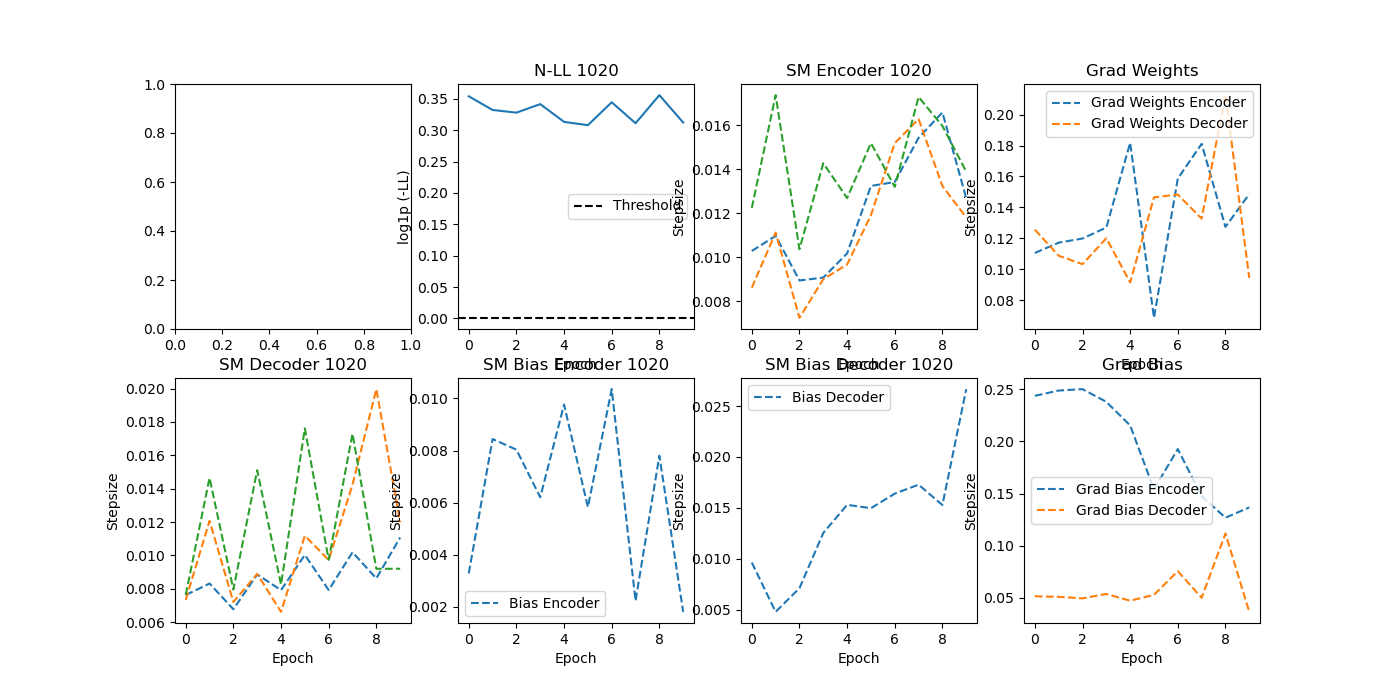 N-LL 1020
SM Encoder 1020
Grad Weights
1.0
0.8
0.6
0.4
0.2
0.0
0.0 0.2 0.4 0.6 0.8 1.0
log1p (-LL)
0.35
0.30
0.25
0.20
0.15
0.10
0.05
0.00
Threshold
0 2 4 6 8
Epoch
Stepsize
0.016
0.014
0.012
0.010
0.008
0 2 4 6 8
Epoch
Stepsize
0.20
0.18
0.16
0.14
0.12
0.10
0.08
Grad Weights Encoder
Grad Weights Decoder
0 2 4 6 8
Epoch
SM Decoder 1020
SM Bias Encoder 1020
SM Bias Decoder 1020
Grad Bias
Stepsize
0.020
0.018
0.016
0.014
0.012
0.010
0.008
0.006
0 2 4 6 8
Epoch
Stepsize
0.010
0.008
0.006
0.004
0.002
Bias Encoder
0 2 4 6 8
Epoch
Stepsize
0.025
0.020
0.015
0.010
0.005
Bias Decoder
0 2 4 6 8
Epoch
Stepsize
0.25
0.20
0.15
0.10
0.05
Grad Bias Encoder
Grad Bias Decoder
0 2 4 6 8
Epoch